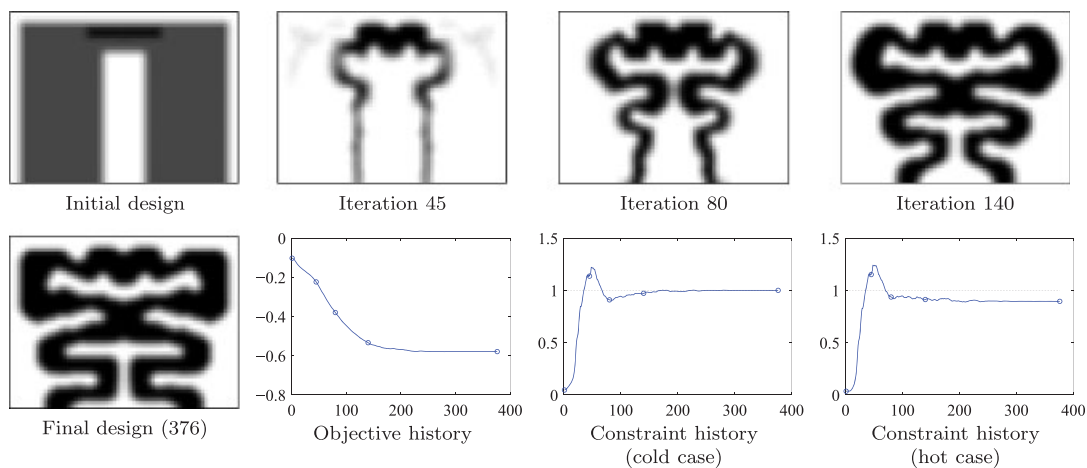 Initial design
Iteration 45
Iteration 80
Iteration 140
Final design (376)
0
−0.2
−0.4
−0.6
−0.8
0 100 200 300 400
Objective history
1.5
1
0.5
0
0 100 200 300 400
Constraint history
(cold case)
1.5
1
0.5
0
0 100 200 300 400
Constraint history
(hot case)